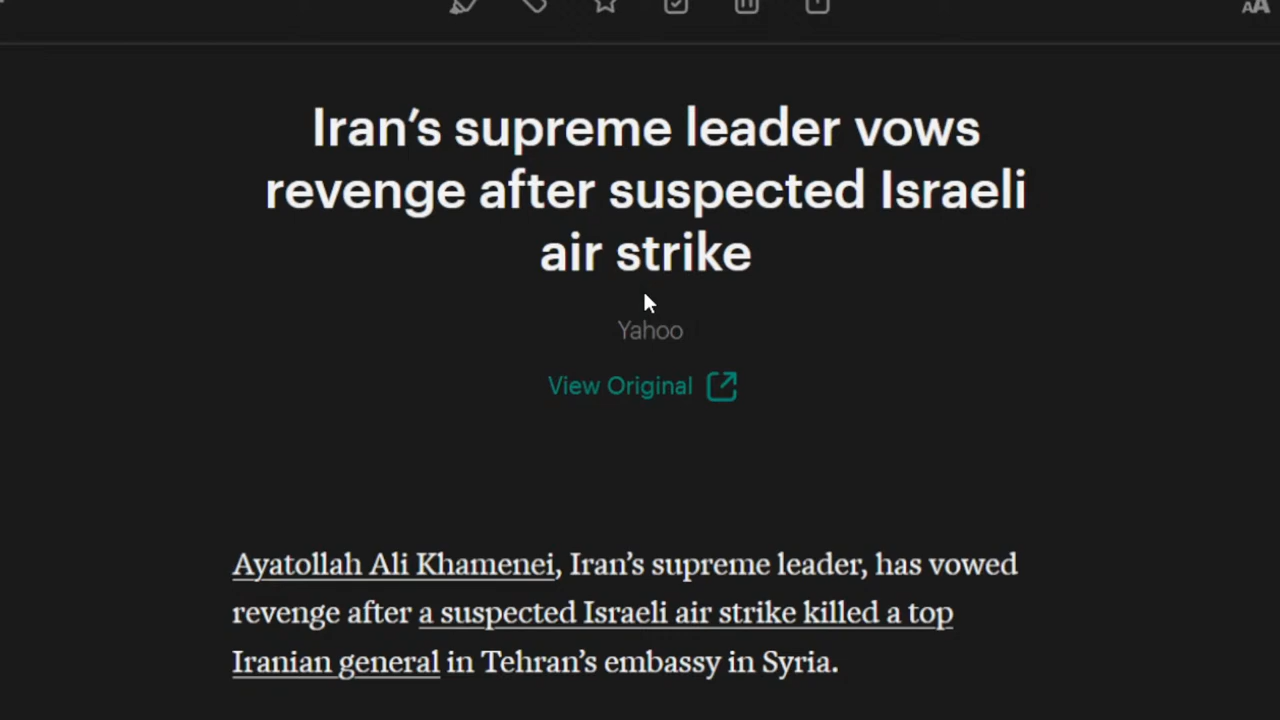 AA
Iran’s supreme leader vows
revenge after suspected Israeli
air strike
Yahoo
View Original
Ayatollah Ali Khamenei, Iran’s supreme leader, has vowed
revenge after a suspected Israeli air strike killed a top
Iranian general in Tehran’s embassy in Syria.